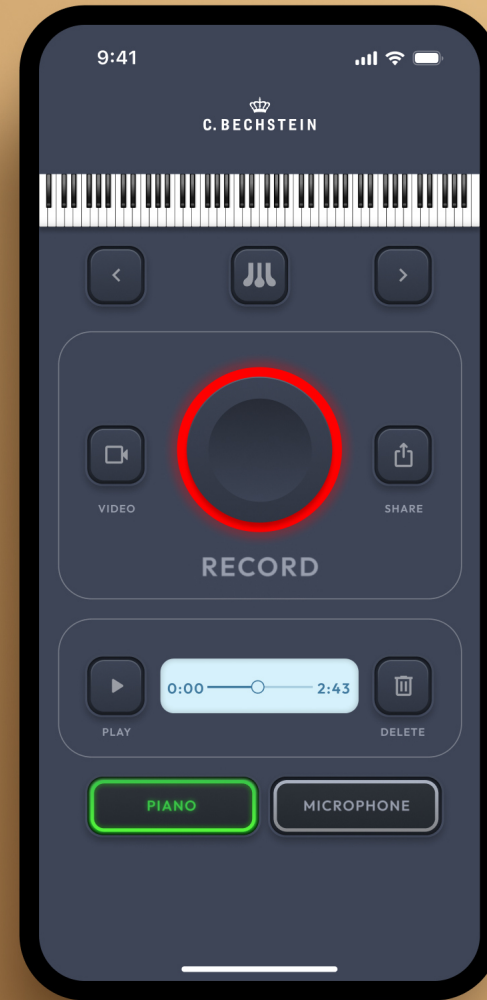 9:41
C. BECHSTEIN
VIDEO
SHARE
RECORD
0:00 2:43
PLAY
DELETE
PIANO
MICROPHONE